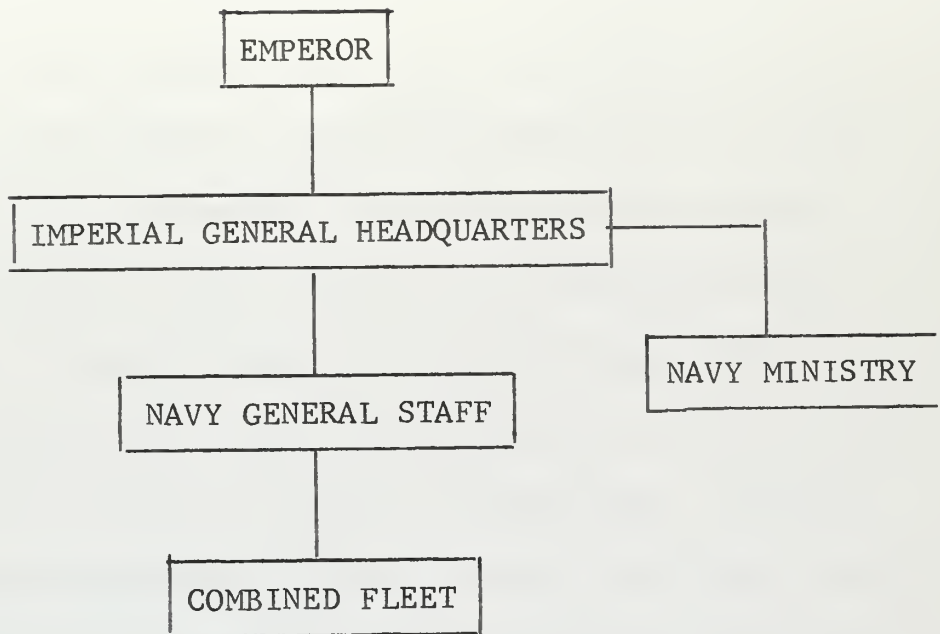 EMPEROR
IMPERIAL GENERAL HEADQUARTERS
NAVY MINISTRY
NAVY GENERAL STAFF
COMBINED FLEET